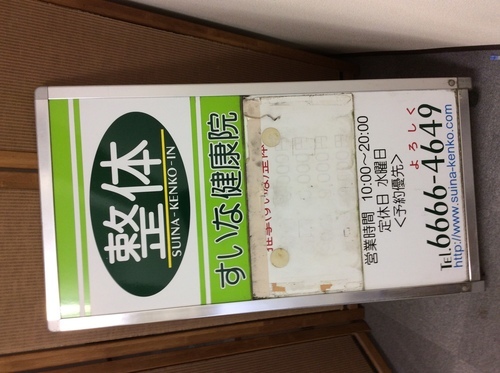 整体
SUINA-KENKO-IN
すいな健康院
営業時間 10:00～20:00
定休日 水曜日
＜予約優先＞
よろしく
TEL.6666-4649
http://www.suina-kenko.com